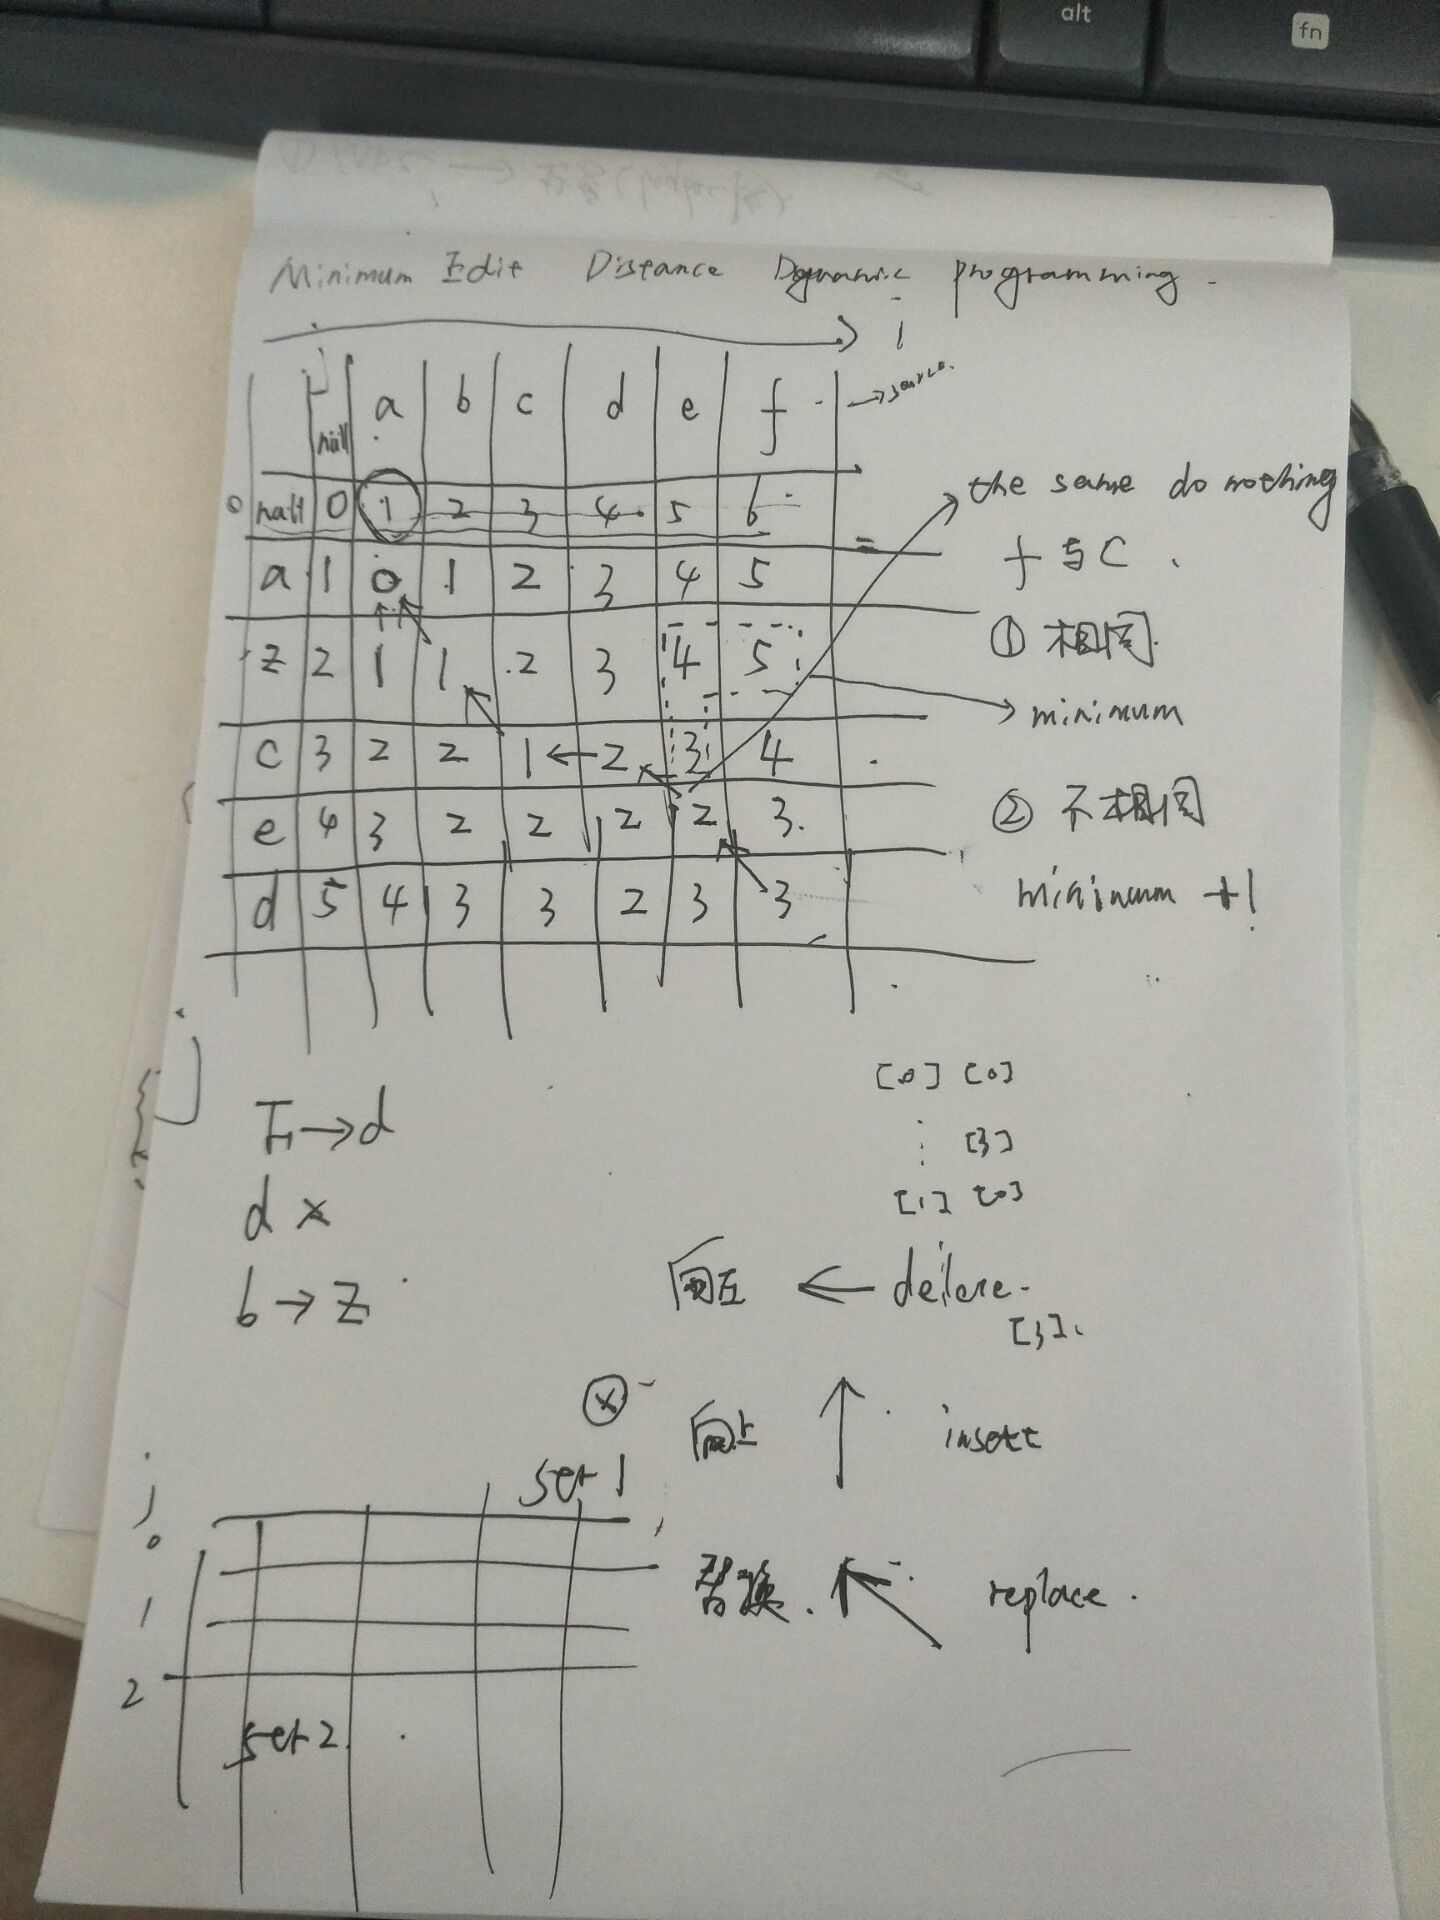 alt
fn
Minimum Edit Distance Dynamic programming.
i
null a b c d e f → source.
0 null 0 1 2 3 4 5 6
a 1 0 1 2 3 4 5
z 2 1 1 2 3 4 5
c 3 2 2 1 ← 2 3 4
e 4 3 2 2 2 2 3
d 5 4 3 3 2 3 3
the same do nothing
f 与 C
① 相同
minimum
② 不相同
minimum +1
→ d
d ×
b → z
[0] [0]
⋮ [3]
[1] [0]
向左 ← delere.
[3].
向上 ↑ insert
替换. ↖ replace.
set 1
j
0
1
2
set 2